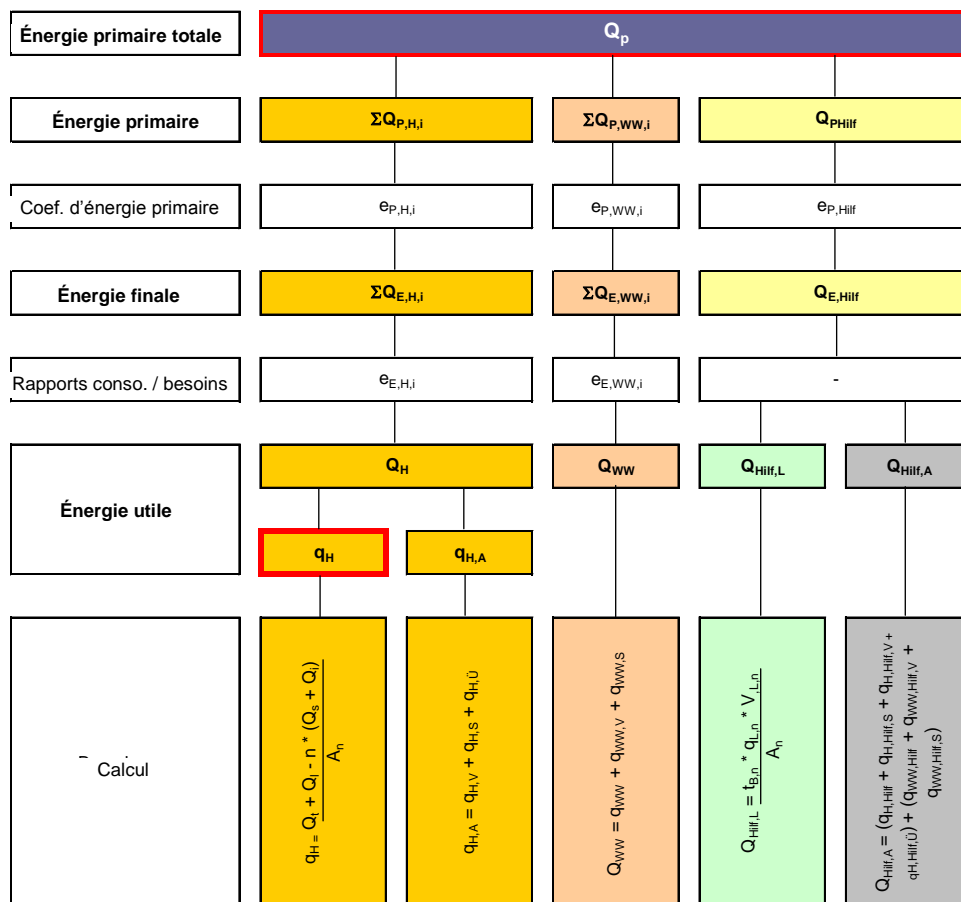 Énergie primaire totale
Qp
Énergie primaire
ΣQP,H,i
ΣQP,WW,i
QPHilf
Coef. d'énergie primaire
eP,H,i
eP,WW,i
eP,Hilf
Énergie finale
ΣQE,H,i
ΣQE,WW,i
QE,Hilf
Rapports conso. / besoins
eE,H,i
eE,WW,i
-
Énergie utile
QH
QWW
QHilf,L
QHilf,A
qH
qH,A
Calcul
qH = Qt + Ql - n * (Qs + Qi)
An
qH,A = qH,V + qH,S + qH,Ü
QWW = qWW + qWW,V + qWW,S
QHilf,L = tB,n * qL,n * V,L,n
An
QHilf,A = (qH,Hilf + qH,Hilf,S + qH,Hilf,V +
qH,Hilf,Ü) + (qWW,Hilf + qWW,Hilf,V +
qWW,Hilf,S)